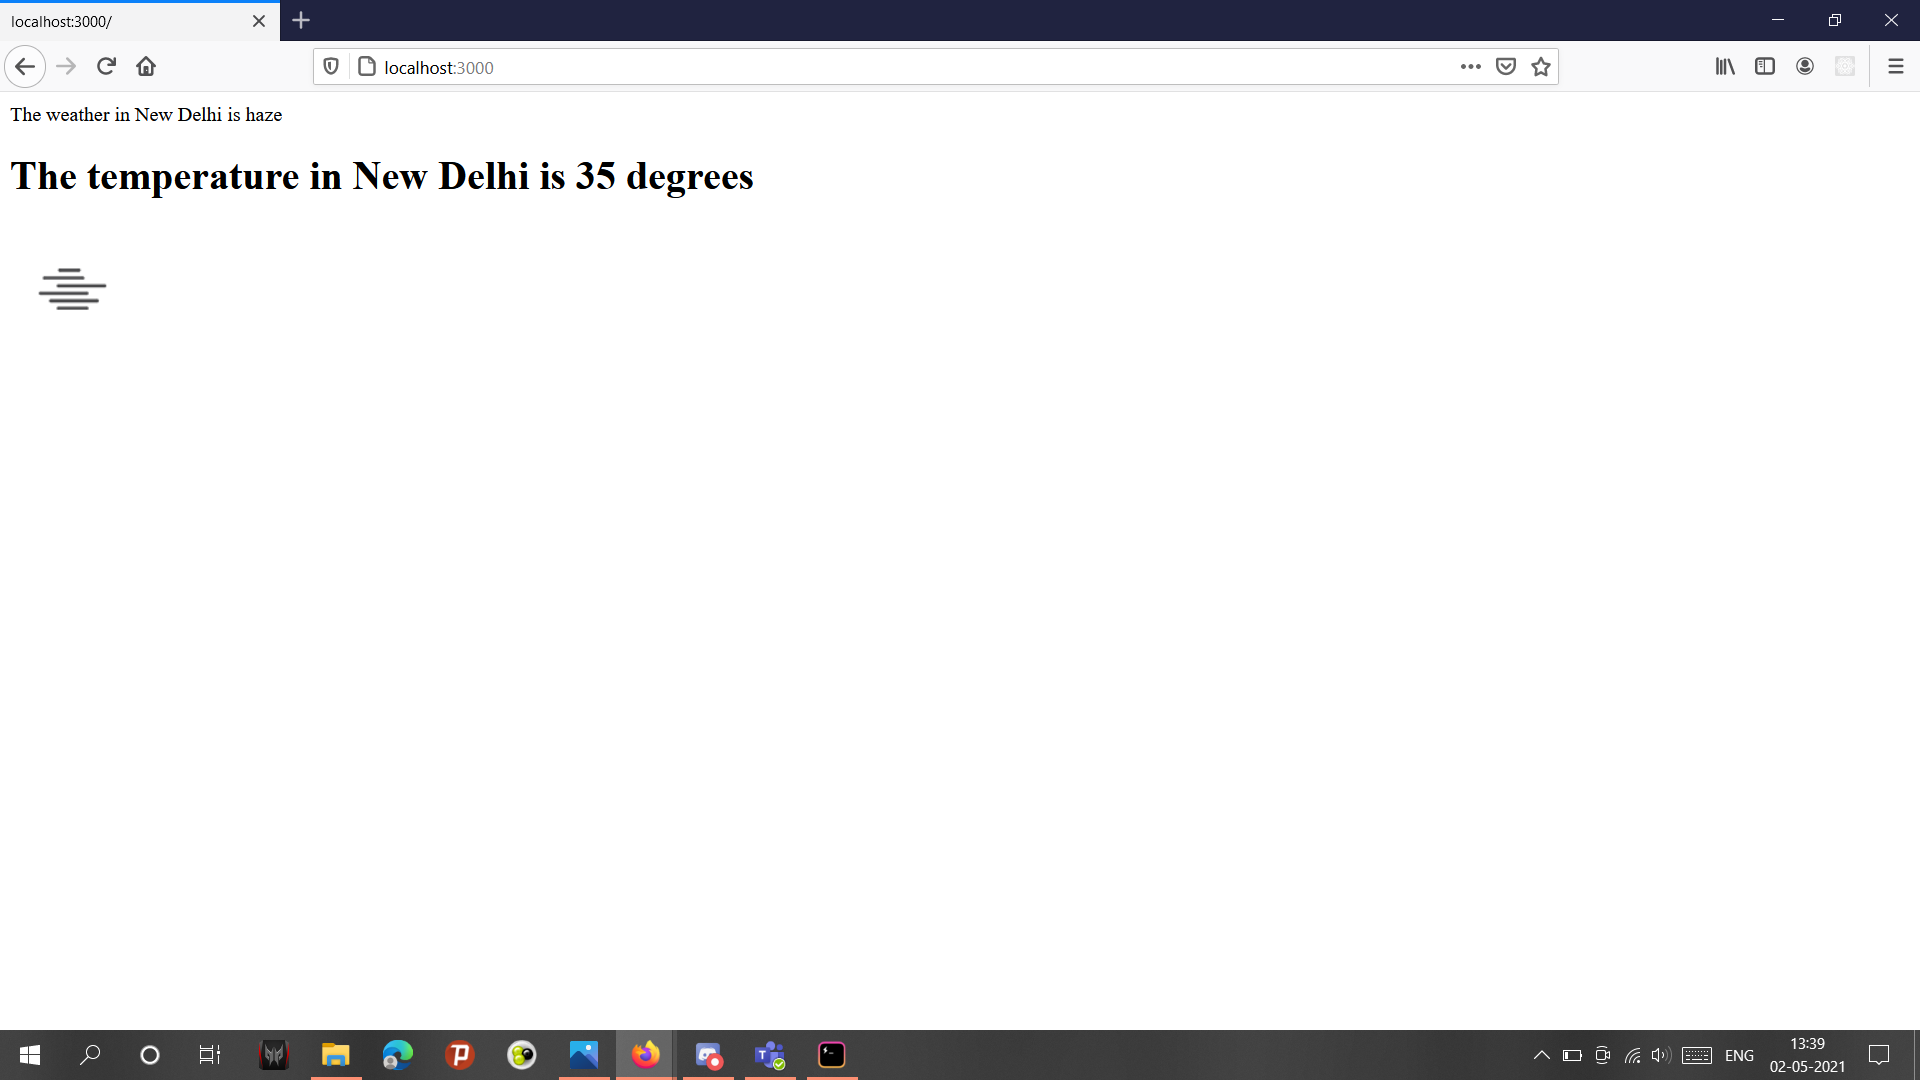 localhost:3000/
localhost:3000
The weather in New Delhi is haze
The temperature in New Delhi is 35 degrees
ENG
13:39
02-05-2021